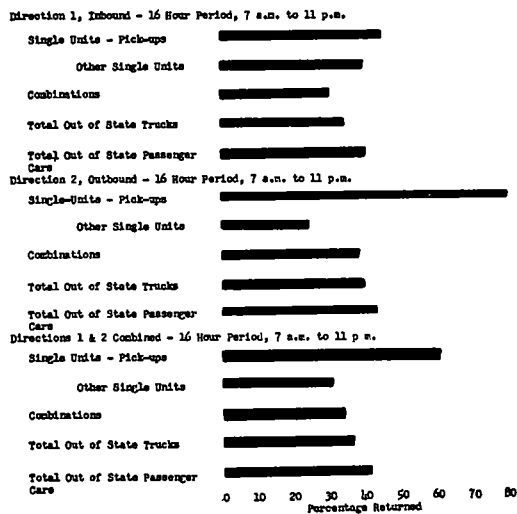 Direction 1, Inbound - 16 Hour Period, 7 a.m. to 11 p.m.
Single Units - Pick-ups
Other Single Units
Combinations
Total Out of State Trucks
Total Out of State Passenger
Cars
Direction 2, Outbound - 16 Hour Period, 7 a.m. to 11 p.m.
Single-Units - Pick-ups
Other Single Units
Combinations
Total Out of State Trucks
Total Out of State Passenger
Cars
Directions 1 & 2 Combined - 16 Hour Period, 7 a.m. to 11 p m.
Single Units - Pick-ups
Other Single Units
Combinations
Total Out of State Trucks
Total Out of State Passenger
Cars
0 10 20 30 40 50 60 70 80
Percentage Returned